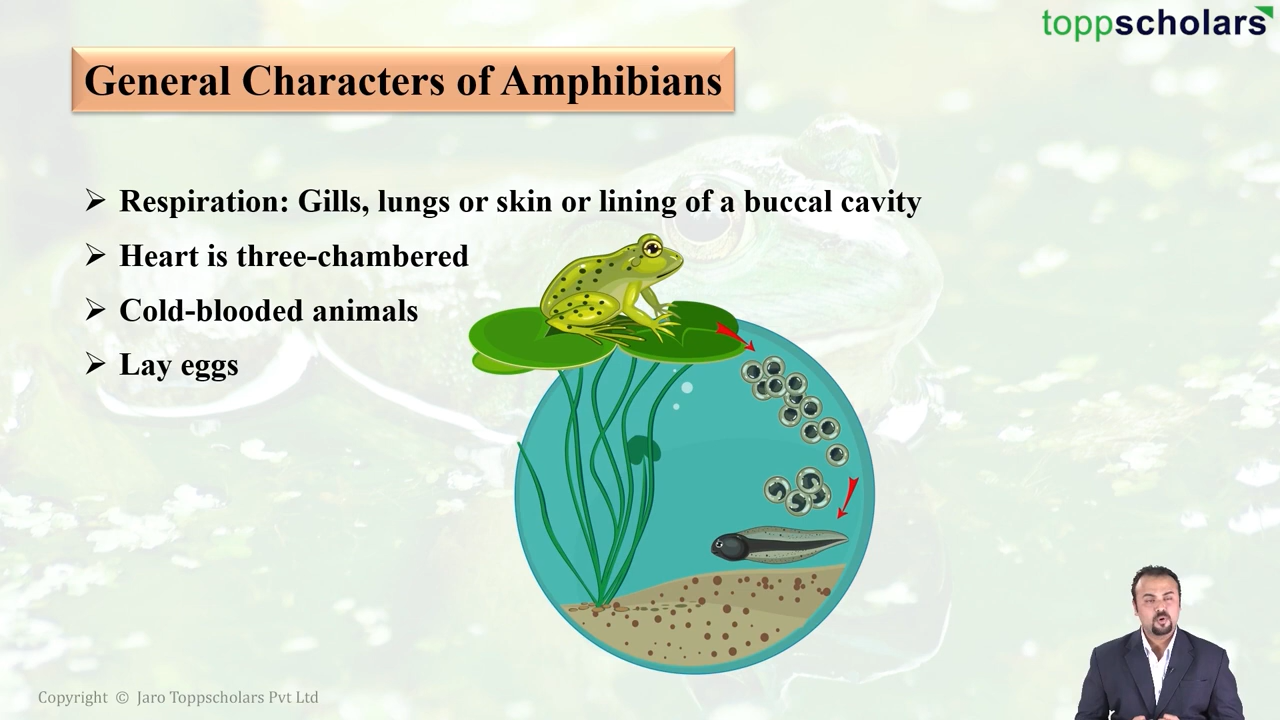 toppscholars
General Characters of Amphibians
➢ Respiration: Gills, lungs or skin or lining of a buccal cavity
➢ Heart is three-chambered
➢ Cold-blooded animals
➢ Lay eggs
Copyright © Jaro Toppscholars Pvt Ltd